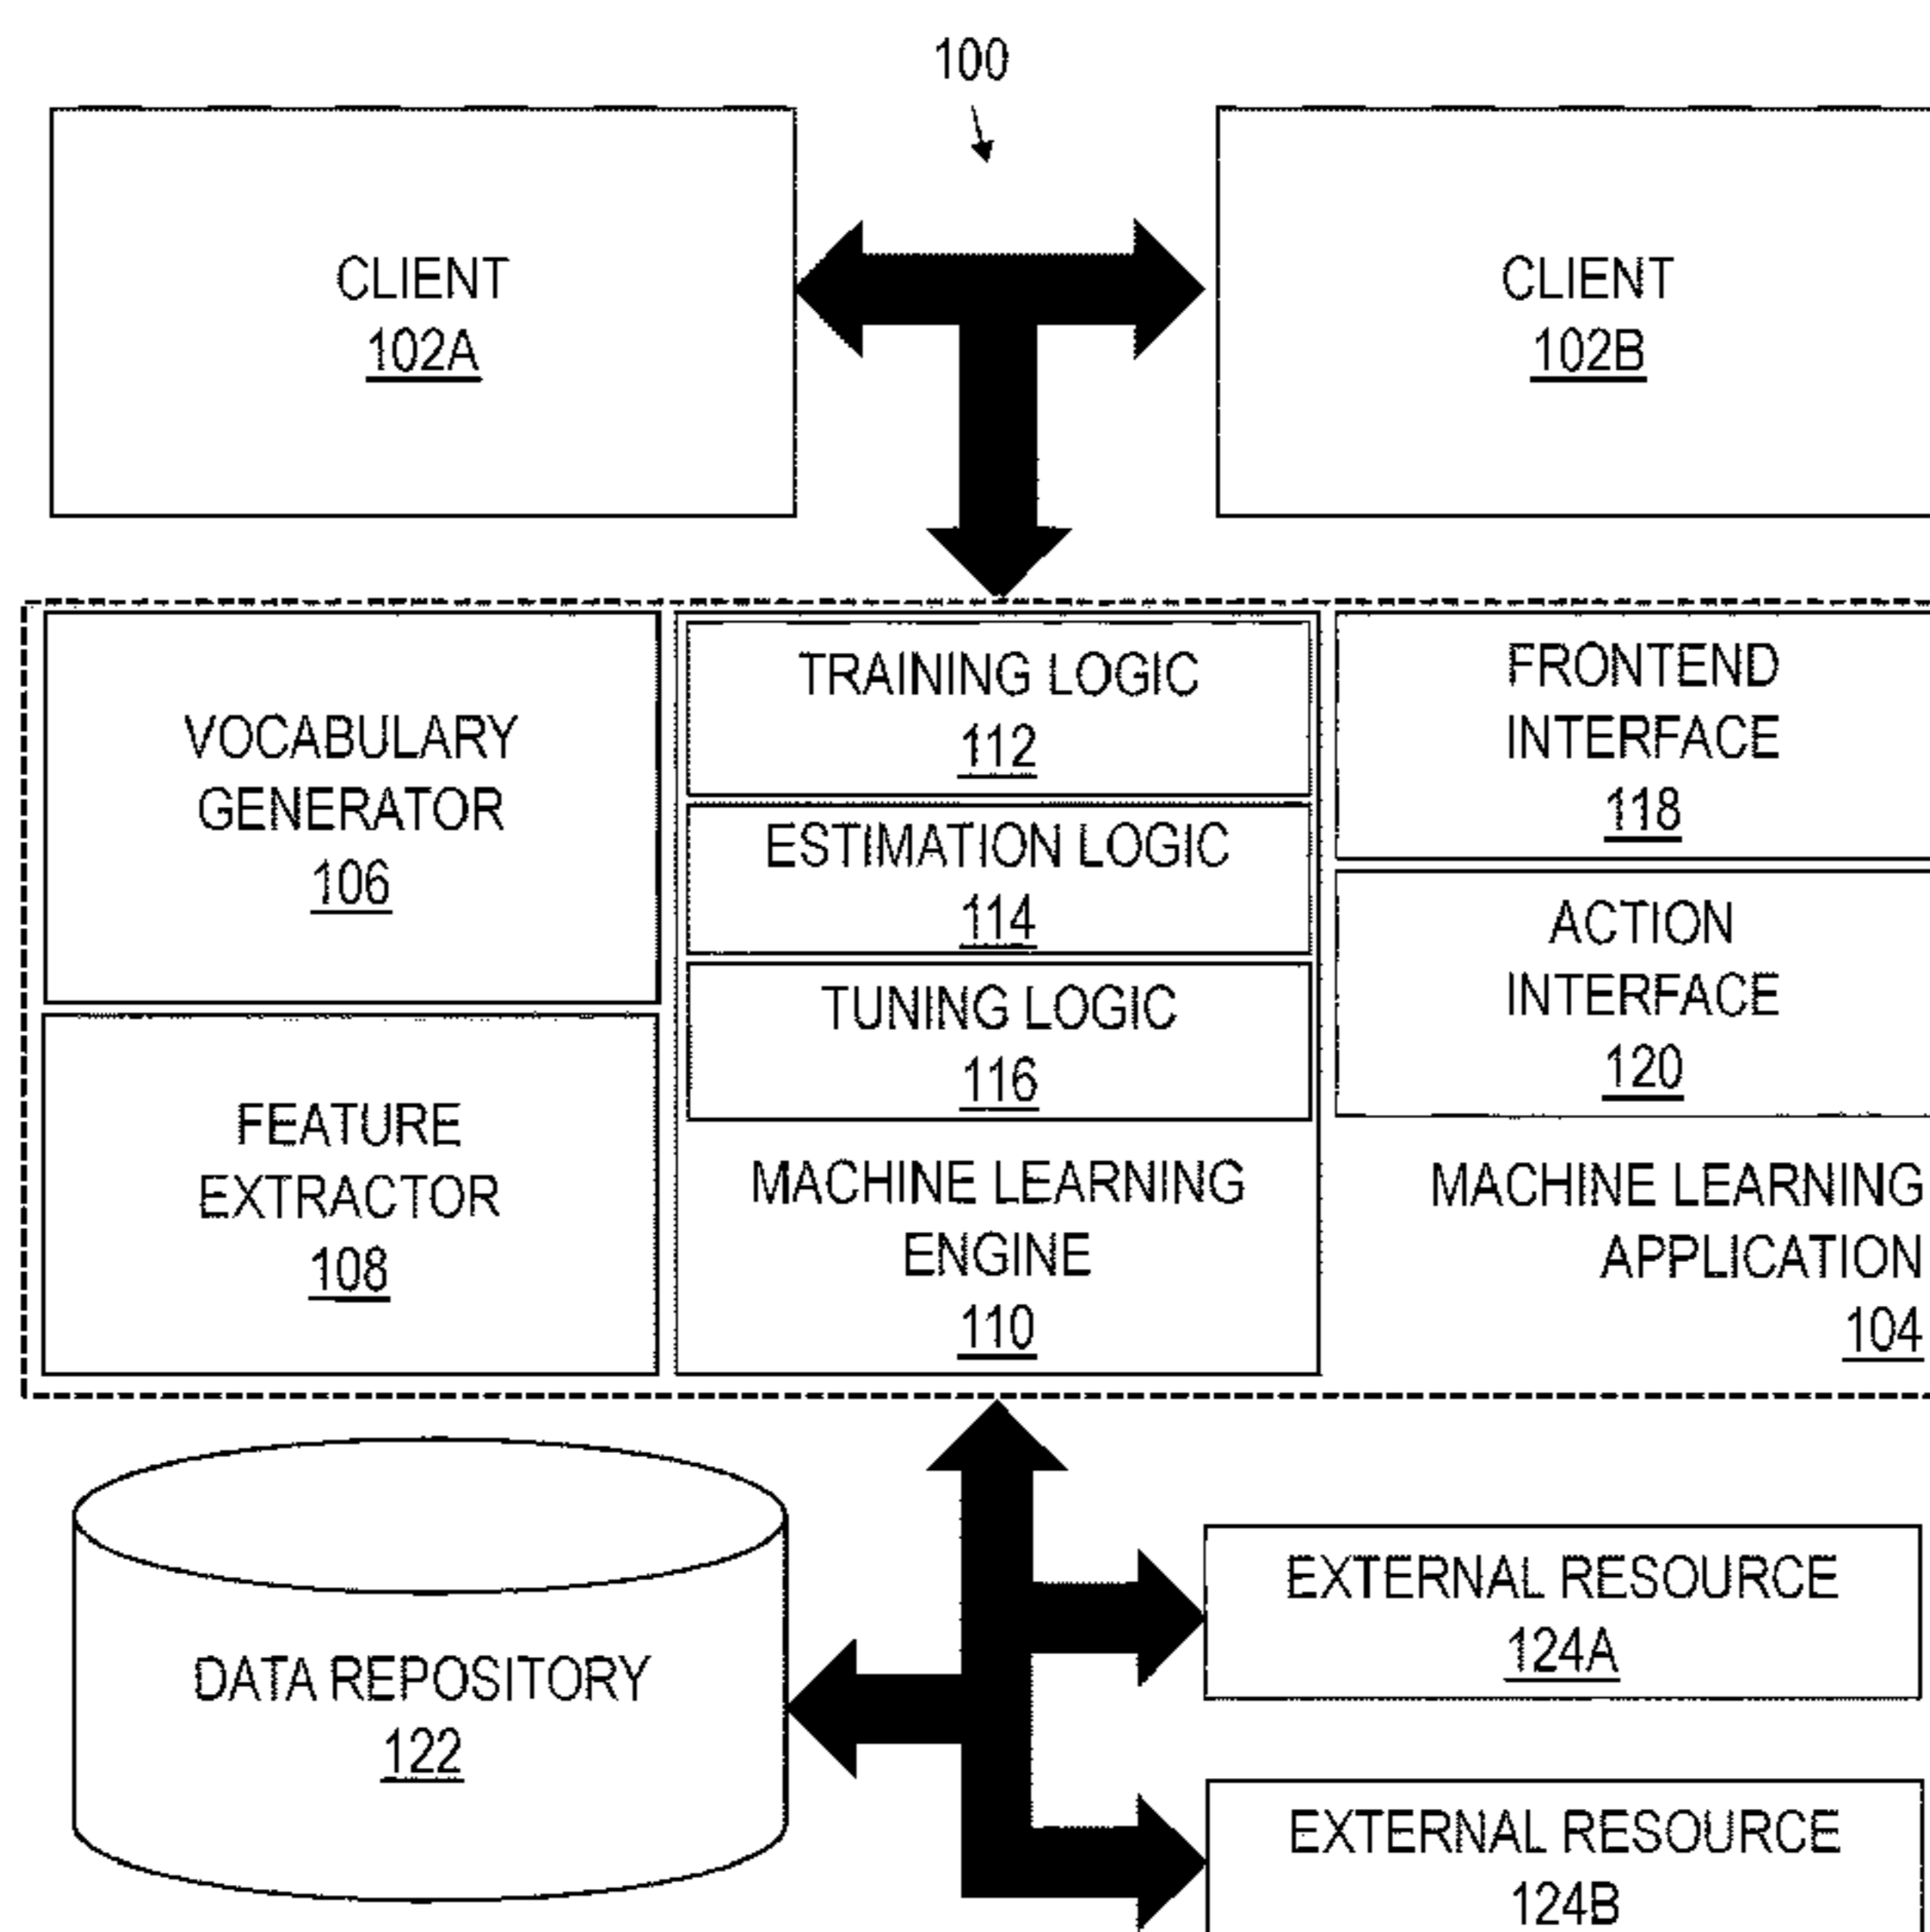 100
CLIENT
102A
CLIENT
102B
VOCABULARY
GENERATOR
106
FEATURE
EXTRACTOR
108
TRAINING LOGIC
112
ESTIMATION LOGIC
114
TUNING LOGIC
116
MACHINE LEARNING
ENGINE
110
FRONTEND
INTERFACE
118
ACTION
INTERFACE
120
MACHINE LEARNING
APPLICATION
104
DATA REPOSITORY
122
EXTERNAL RESOURCE
124A
EXTERNAL RESOURCE
124B